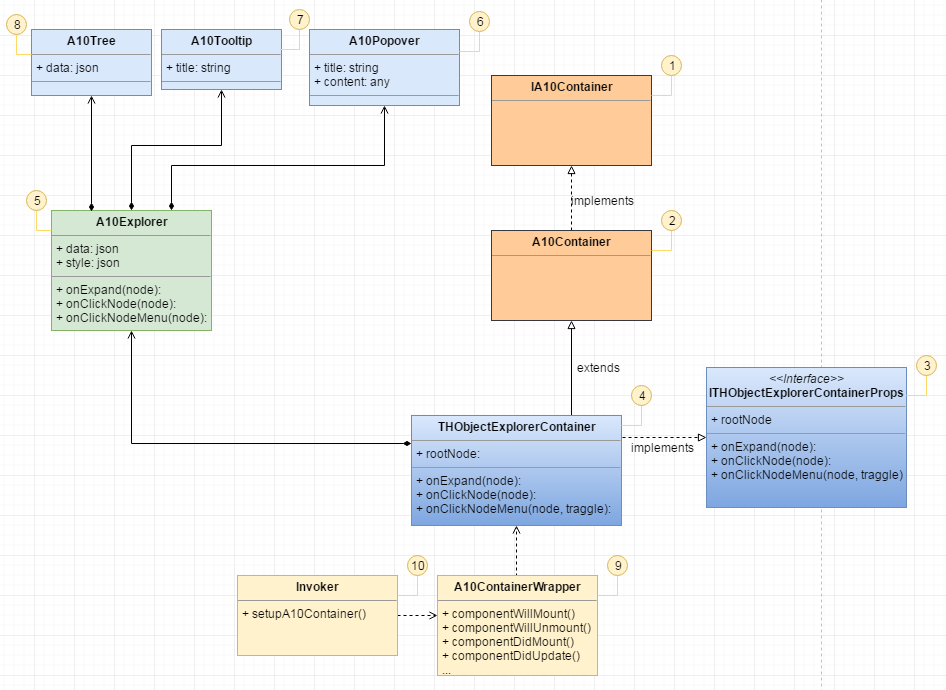 8
A10Tree
+ data: json
A10Tooltip
+ title: string
7
A10Popover
+ title: string
+ content: any
6
1
IA10Container
implements
2
A10Container
extends
5
A10Explorer
+ data: json
+ style: json
+ onExpand(node):
+ onClickNode(node):
+ onClickNodeMenu(node):
4
THObjectExplorerContainer
+ rootNode:
+ onExpand(node):
+ onClickNode(node):
+ onClickNodeMenu(node, traggle):
implements
3
<<Interface>>
ITHObjectExplorerContainerProps
+ rootNode
+ onExpand(node):
+ onClickNode(node):
+ onClickNodeMenu(node, traggle)
10
Invoker
+ setupA10Container()
9
A10ContainerWrapper
+ componentWillMount()
+ componentWillUnmount()
+ componentDidMount()
+ componentDidUpdate()
...